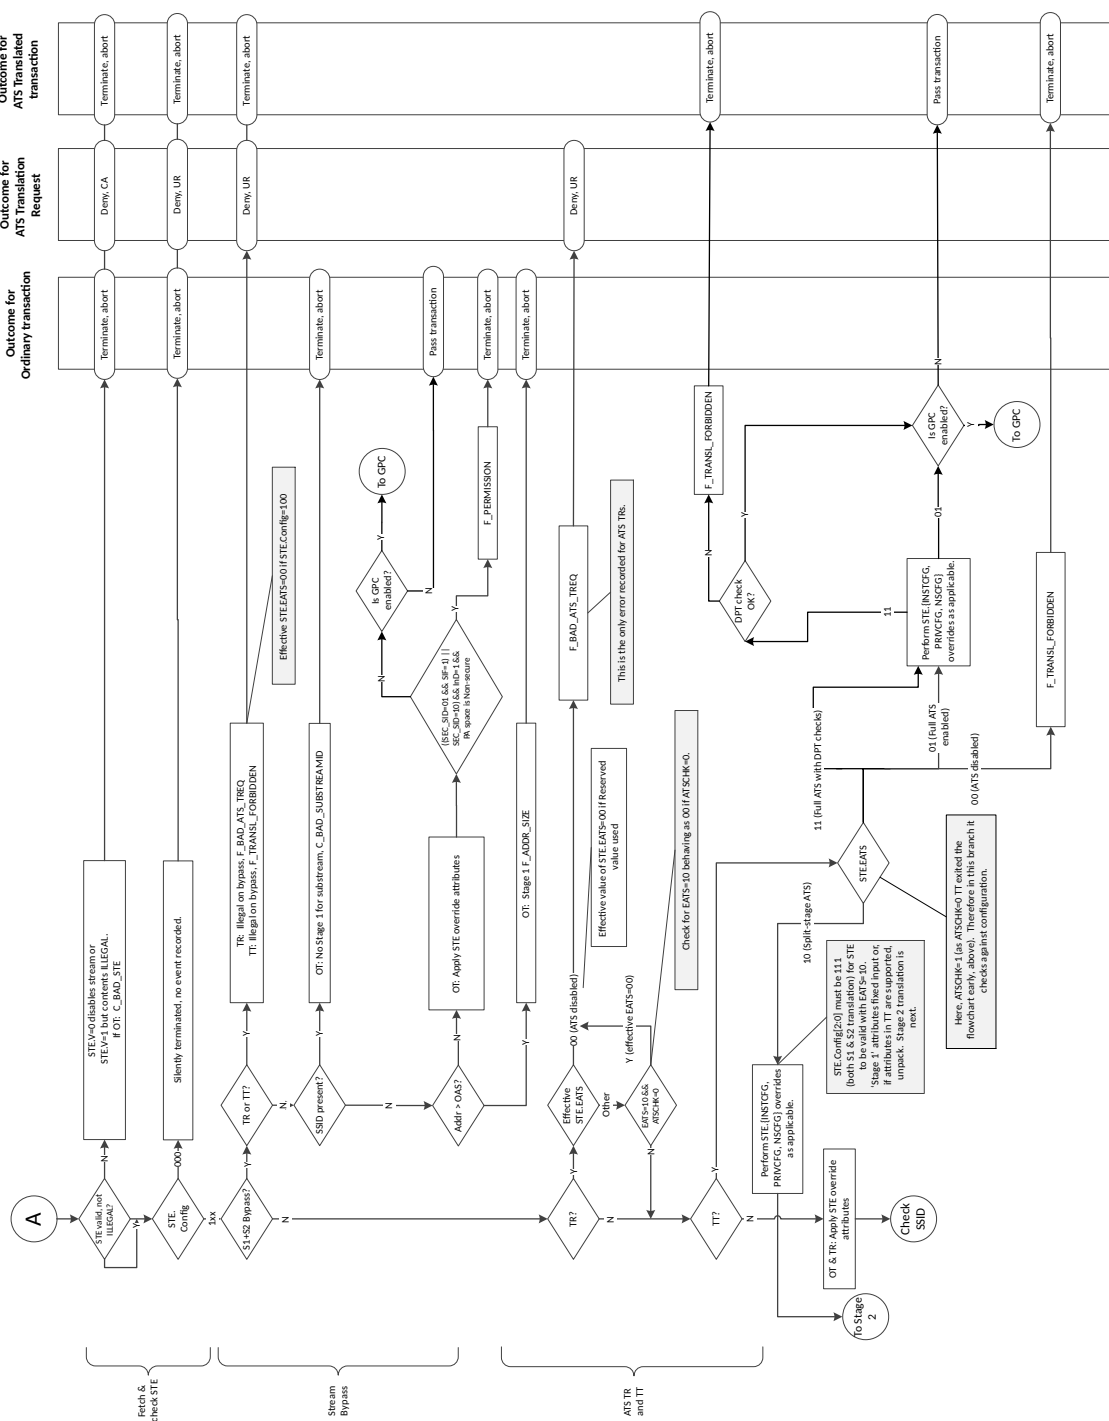 Outcome for
Ordinary transaction
Outcome for
ATS Translation
Request
Outcome for
ATS Translated
transaction
A
Fetch &
check STE
STE valid, not
ILLEGAL?
N
Y
STE.V=0 disables stream or
STE.V=1 but contents ILLEGAL.
If OT: C_BAD_STE
Terminate, abort
Deny, CA
Terminate, abort
STE.
Config
000
1xx
Silently terminated, no event recorded.
Terminate, abort
Deny, UR
Terminate, abort
Stream
Bypass
S1+S2 Bypass?
Y
N
TR or TT?
Y
N
TR: Illegal on bypass, F_BAD_ATS_TREQ
TT: Illegal on bypass, F_TRANSL_FORBIDDEN
Effective STE.EATS=00 if STE.Config=100
Deny, UR
Terminate, abort
SSID present?
Y
N
OT: No Stage 1 for substream, C_BAD_SUBSTREAMID
Terminate, abort
Addr > OAS?
N
Y
OT: Apply STE override attributes
((SEC_SID=01 && SIF=1) ||
SEC_SID=10) && InD=1 &&
PA space is Non-secure
N
Y
Is GPC
enabled?
Y
N
To GPC
Pass transaction
F_PERMISSION
Terminate, abort
OT: Stage 1 F_ADDR_SIZE
Terminate, abort
ATS TR
and TT
TR?
Y
N
Effective
STE.EATS
00 (ATS disabled)
Other
Effective value of STE.EATS=00 if Reserved
value used
F_BAD_ATS_TREQ
This is the only error recorded for ATS TRs.
Deny, UR
EATS=10 &&
ATSCHK=0
Y (effective EATS=00)
N
Check for EATS=10 behaving as 00 if ATSCHK=0.
TT?
Y
N
STE.EATS
10 (Split-stage ATS)
11 (Full ATS with DPT checks)
01 (Full ATS
enabled)
00 (ATS disabled)
Perform STE.{INSTCFG,
PRIVCFG, NSCFG} overrides
as applicable.
STE.Config[2:0] must be 111
(both S1 & S2 translation) for STE
to be valid with EATS=10.
'Stage 1' attributes fixed input or,
if attributes in TT are supported,
unpack. Stage 2 translation is
next.
Here, ATSCHK=1 (as ATSCHK=0 TT exited the
flowchart early, above). Therefore in this branch it
checks against configuration.
Perform STE.{INSTCFG,
PRIVCFG, NSCFG}
overrides as applicable.
11
01
DPT check
OK?
N
Y
F_TRANSL_FORBIDDEN
Terminate, abort
Is GPC
enabled?
N
Y
To GPC
Pass transaction
F_TRANSL_FORBIDDEN
Terminate, abort
OT & TR: Apply STE override
attributes
To Stage
2
Check
SSID